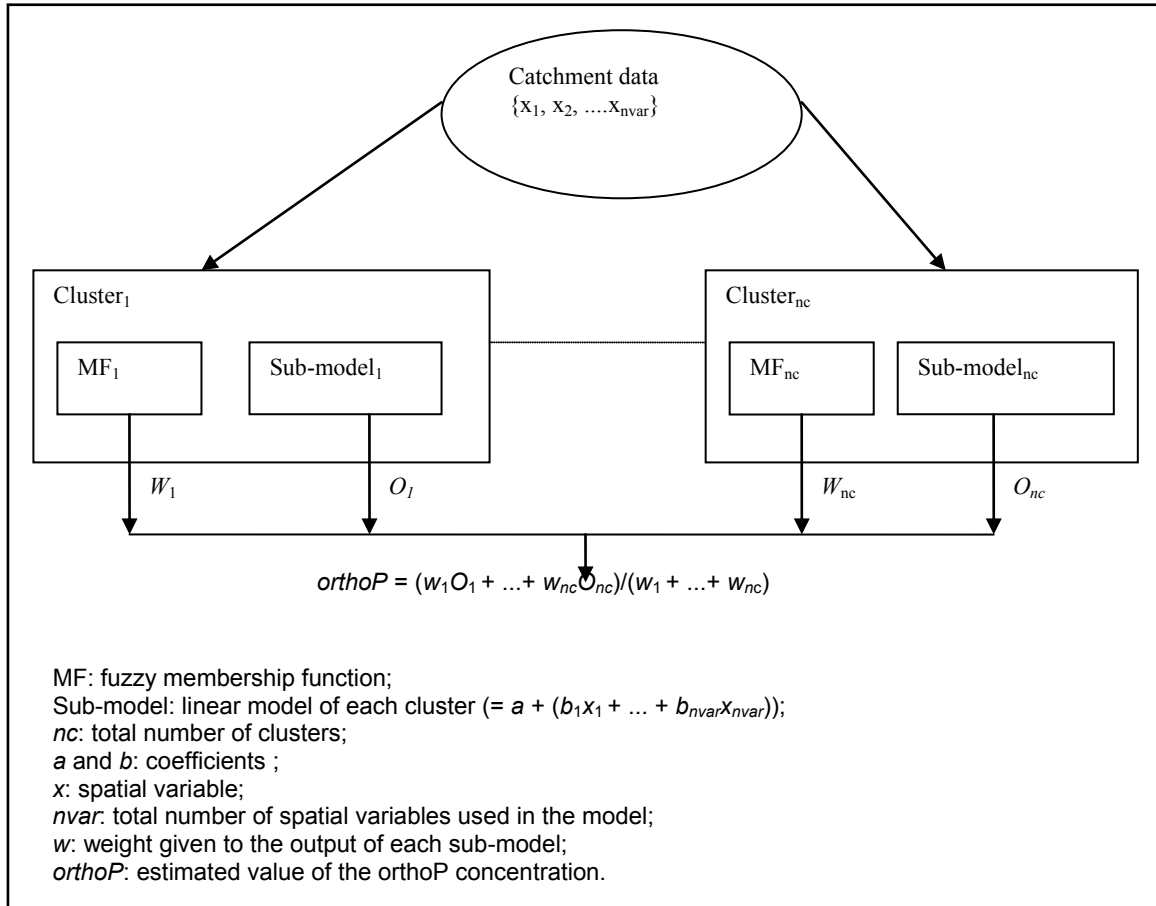 Catchment data
{x1, x2, ....xnvar}
Cluster1
Clusternc
MF1
Sub-model1
MFnc
Sub-modelnc
W1
O1
Wnc
Onc
orthoP = (w1O1 + ...+ wncOnc)/(w1 + ...+ wnc)
MF: fuzzy membership function;
Sub-model: linear model of each cluster (= a + (b1x1 + ... + bnvarxnvar));
nc: total number of clusters;
a and b: coefficients ;
x: spatial variable;
nvar: total number of spatial variables used in the model;
w: weight given to the output of each sub-model;
orthoP: estimated value of the orthoP concentration.